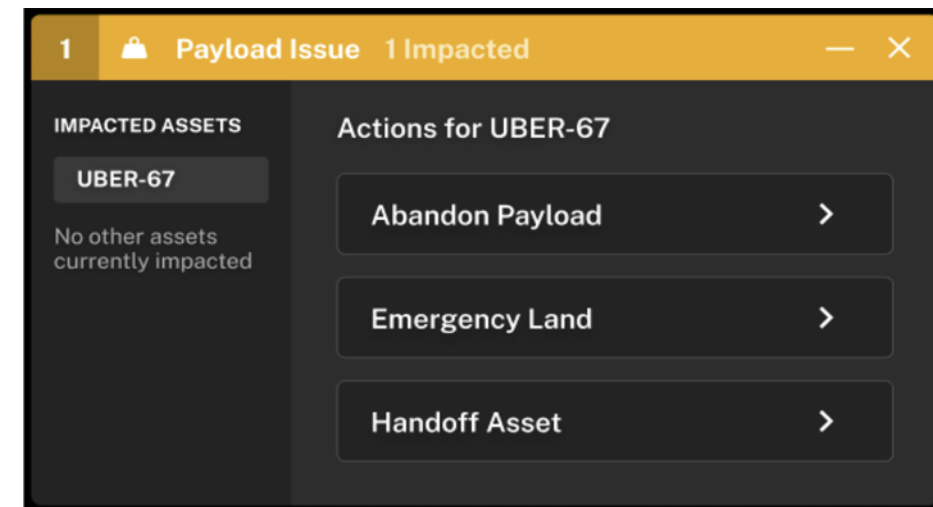 1 Payload Issue 1 Impacted
IMPACTED ASSETS
UBER-67
No other assets
currently impacted
Actions for UBER-67
Abandon Payload
Emergency Land
Handoff Asset